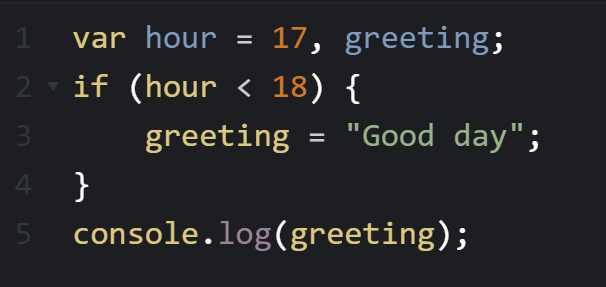 1 var hour = 17, greeting;
2 if (hour < 18) {
3 greeting = "Good day";
4 }
5 console.log(greeting);